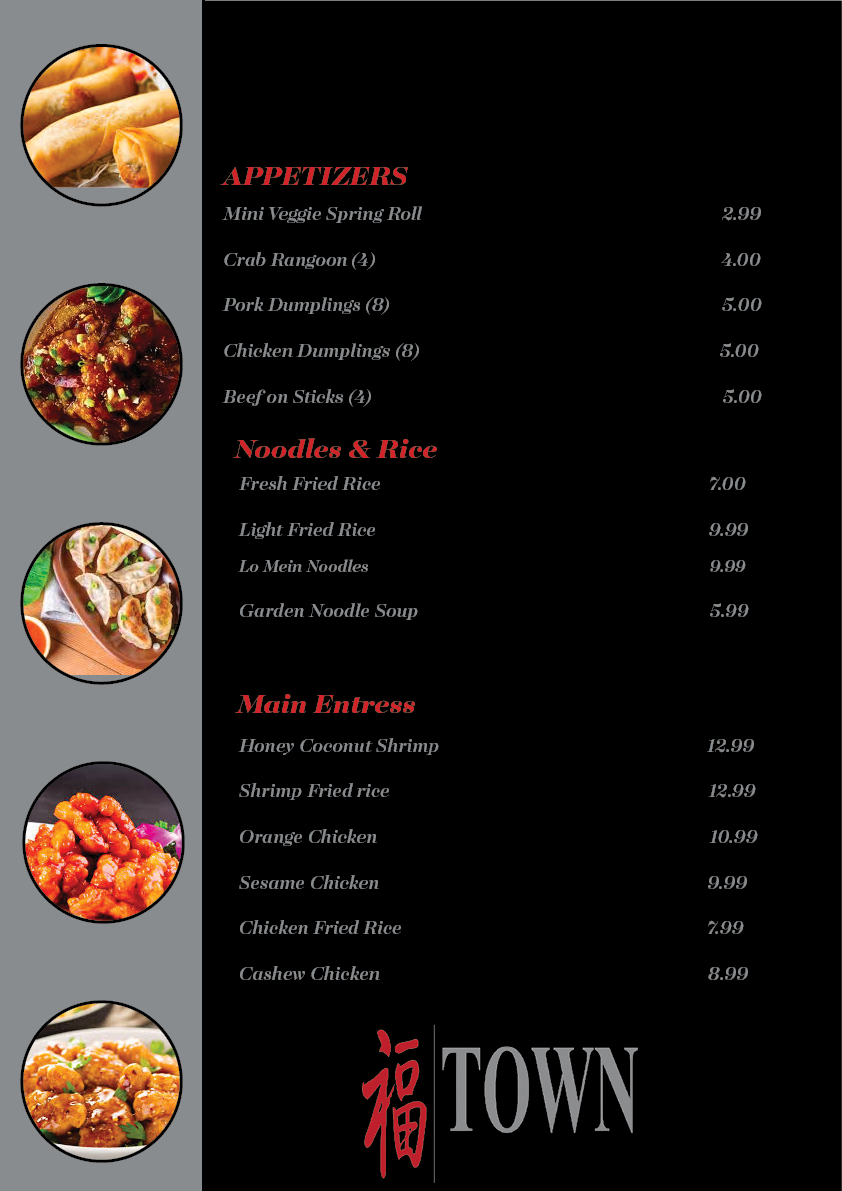 APPETIZERS
Mini Veggie Spring Roll 2.99
Crab Rangoon (4) 4.00
Pork Dumplings (8) 5.00
Chicken Dumplings (8) 5.00
Beef on Sticks (4) 5.00
Noodles & Rice
Fresh Fried Rice 7.00
Light Fried Rice 9.99
Lo Mein Noodles 9.99
Garden Noodle Soup 5.99
Main Entress
Honey Coconut Shrimp 12.99
Shrimp Fried rice 12.99
Orange Chicken 10.99
Sesame Chicken 9.99
Chicken Fried Rice 7.99
Cashew Chicken 8.99
福 TOWN